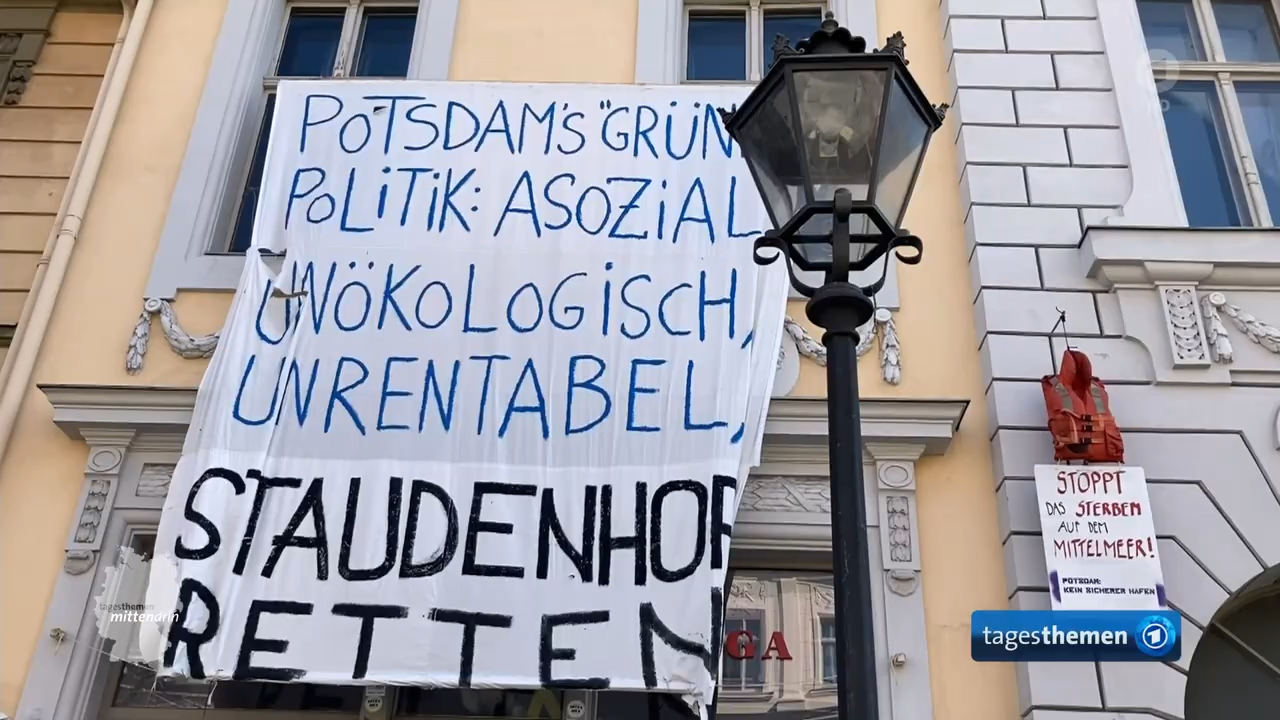 POTSDAM'S "GRÜN
POLITIK: ASOZIAL
UNÖKOLOGISCH,
UNRENTABEL,
STAUDENHOF
RETTEN
STOPPT
DAS STERBEN
AUF DEM
MITTELMEER!
POTSDAM:
KEIN SICHERER HAFEN
GA
tagesthemen
mittendrin
tagesthemen